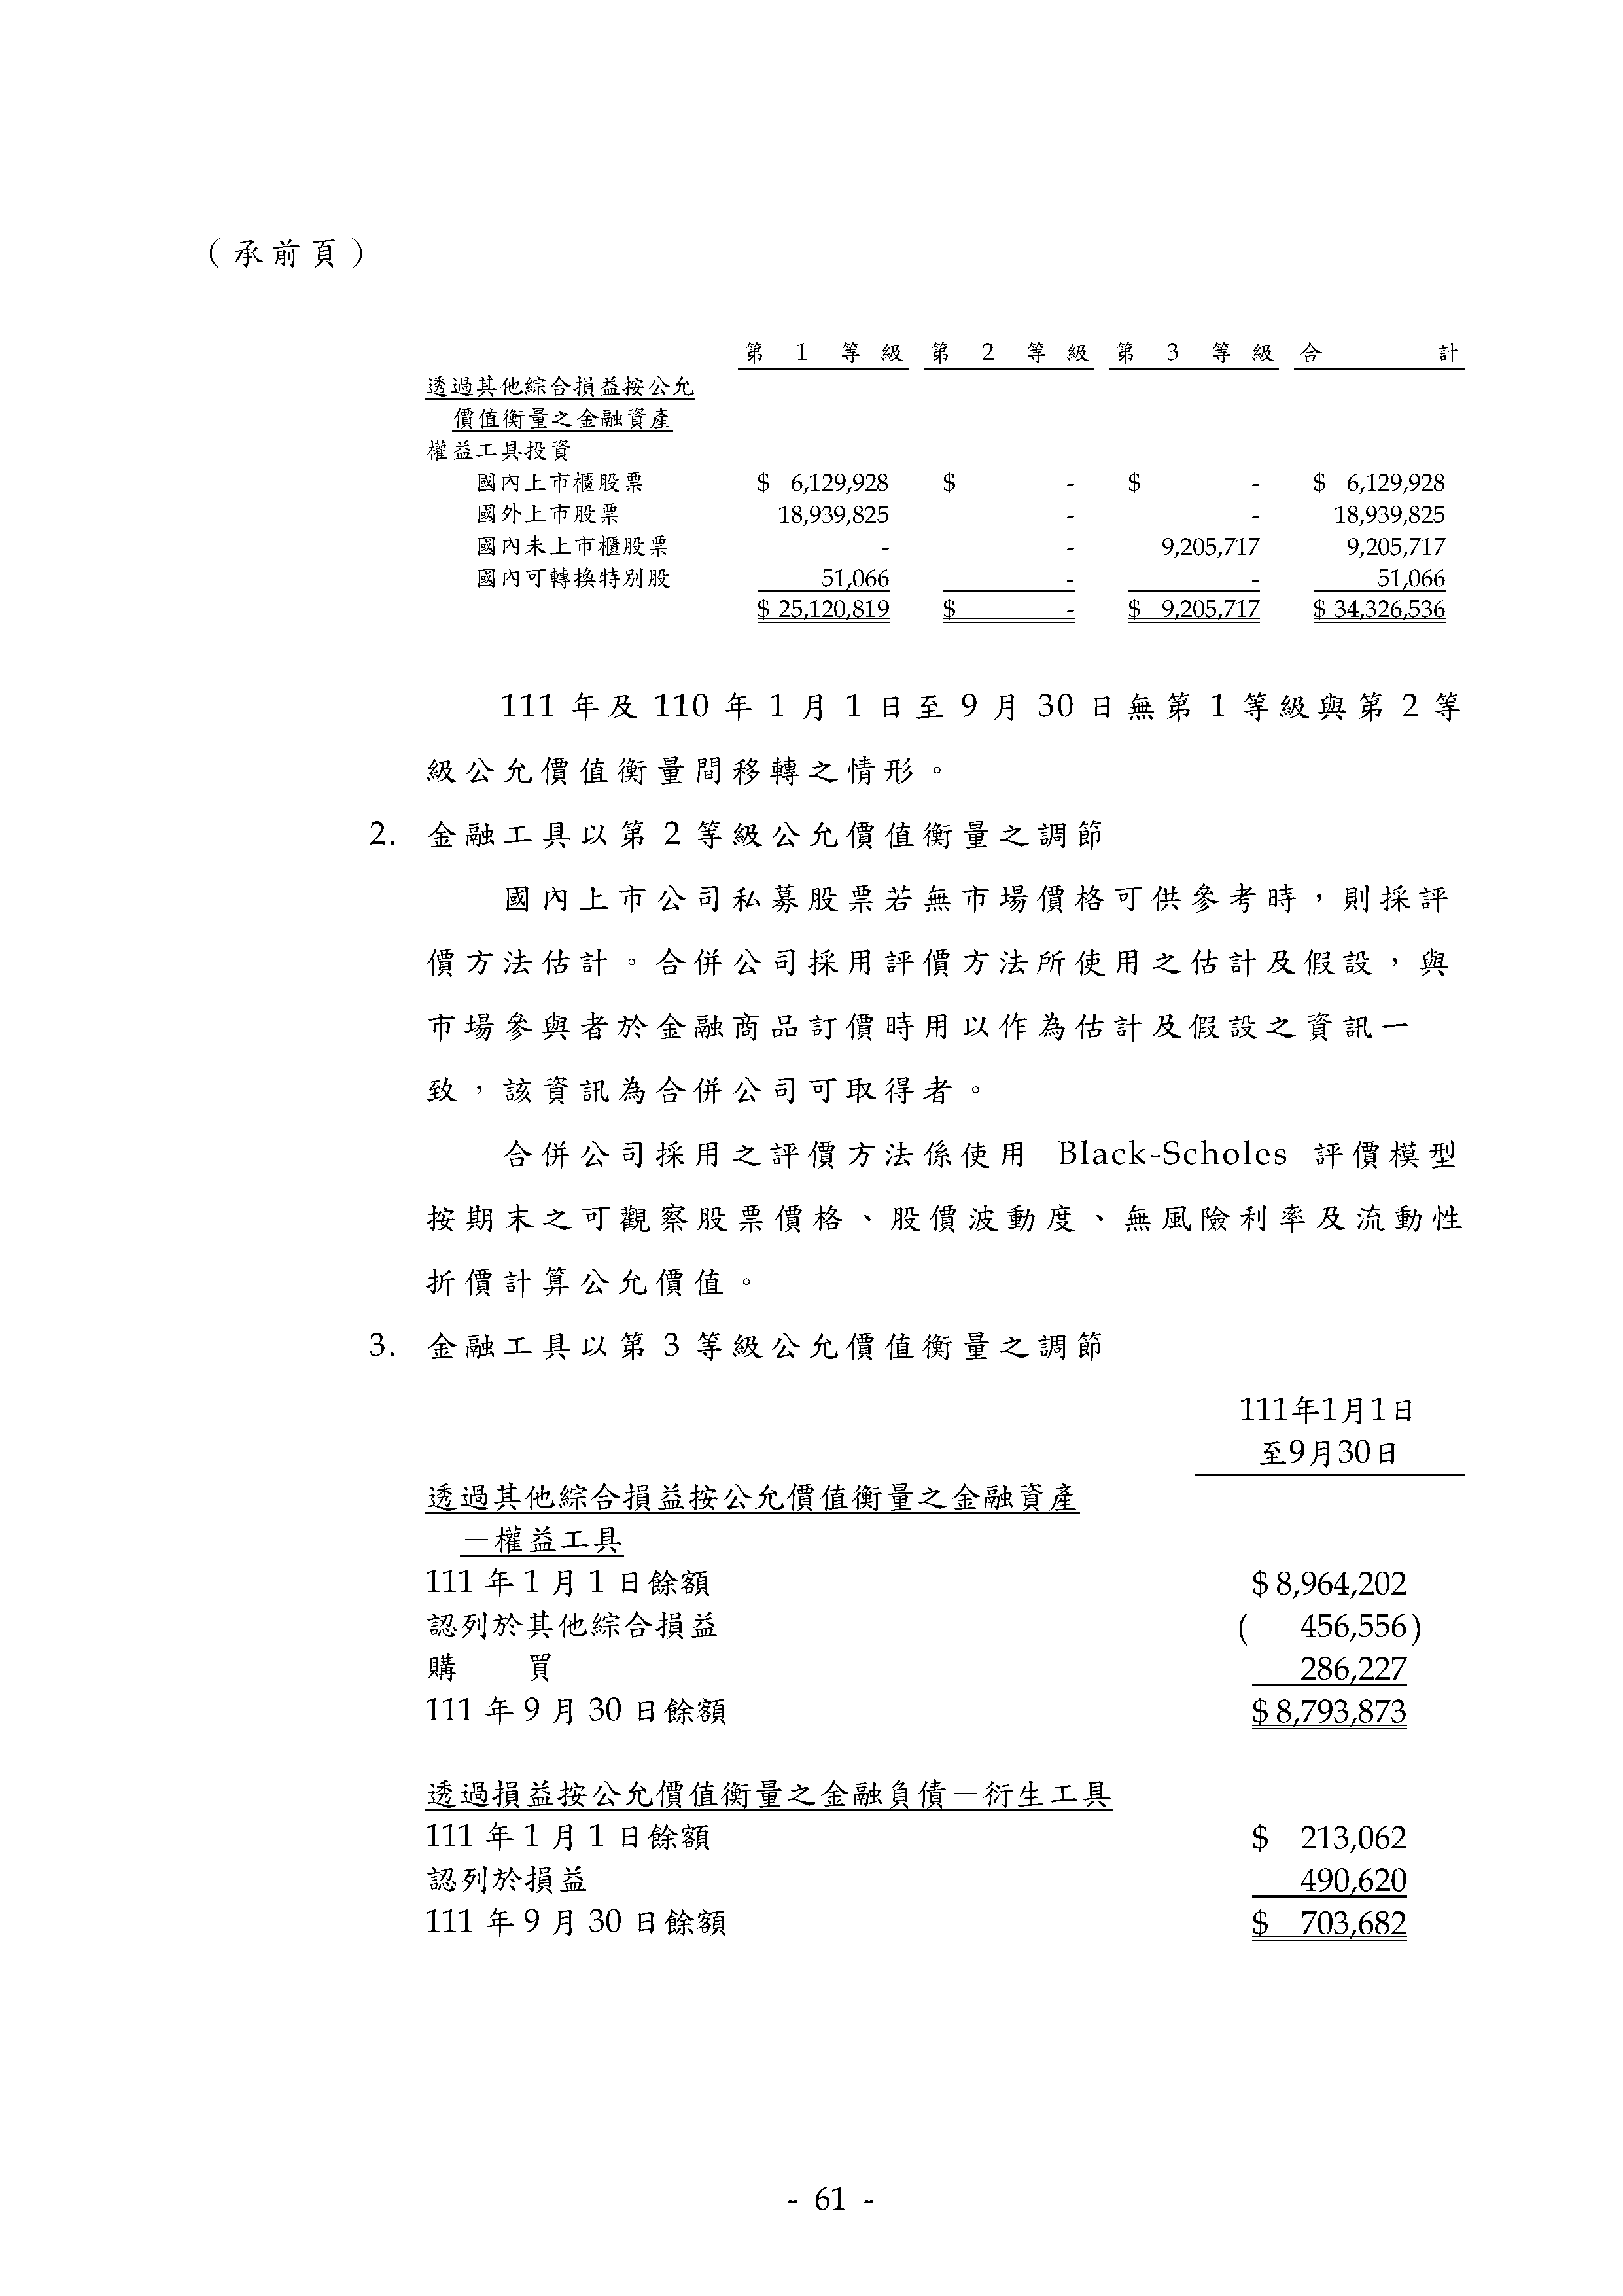 （承前頁）
第 1 等 級 第 2 等 級 第 3 等 級 合 計
透過其他綜合損益按公允
價值衡量之金融資產
權益工具投資
國內上市櫃股票 $ 6,129,928 $ - $ - $ 6,129,928
國外上市股票 18,939,825 - - 18,939,825
國內未上市櫃股票 - - 9,205,717 9,205,717
國內可轉換特別股 51,066 - - 51,066
$ 25,120,819 $ - $ 9,205,717 $ 34,326,536
111 年及 110 年 1 月 1 日至 9 月 30 日無第 1 等級與第 2 等
級公允價值衡量間移轉之情形。
2. 金融工具以第 2 等級公允價值衡量之調節
國內上市公司私募股票若無市場價格可供參考時，則採評
價方法估計。合併公司採用評價方法所使用之估計及假設，與
市場參與者於金融商品訂價時用以作為估計及假設之資訊一
致，該資訊為合併公司可取得者。
合併公司採用之評價方法係使用 Black-Scholes 評價模型
按期末之可觀察股票價格、股價波動度、無風險利率及流動性
折價計算公允價值。
3. 金融工具以第 3 等級公允價值衡量之調節
111年1月1日
至9月30日
透過其他綜合損益按公允價值衡量之金融資產
－權益工具
111 年 1 月 1 日餘額 $ 8,964,202
認列於其他綜合損益 ( 456,556)
購 買 286,227
111 年 9 月 30 日餘額 $ 8,793,873
透過損益按公允價值衡量之金融負債－衍生工具
111 年 1 月 1 日餘額 $ 213,062
認列於損益 490,620
111 年 9 月 30 日餘額 $ 703,682
- 61 -